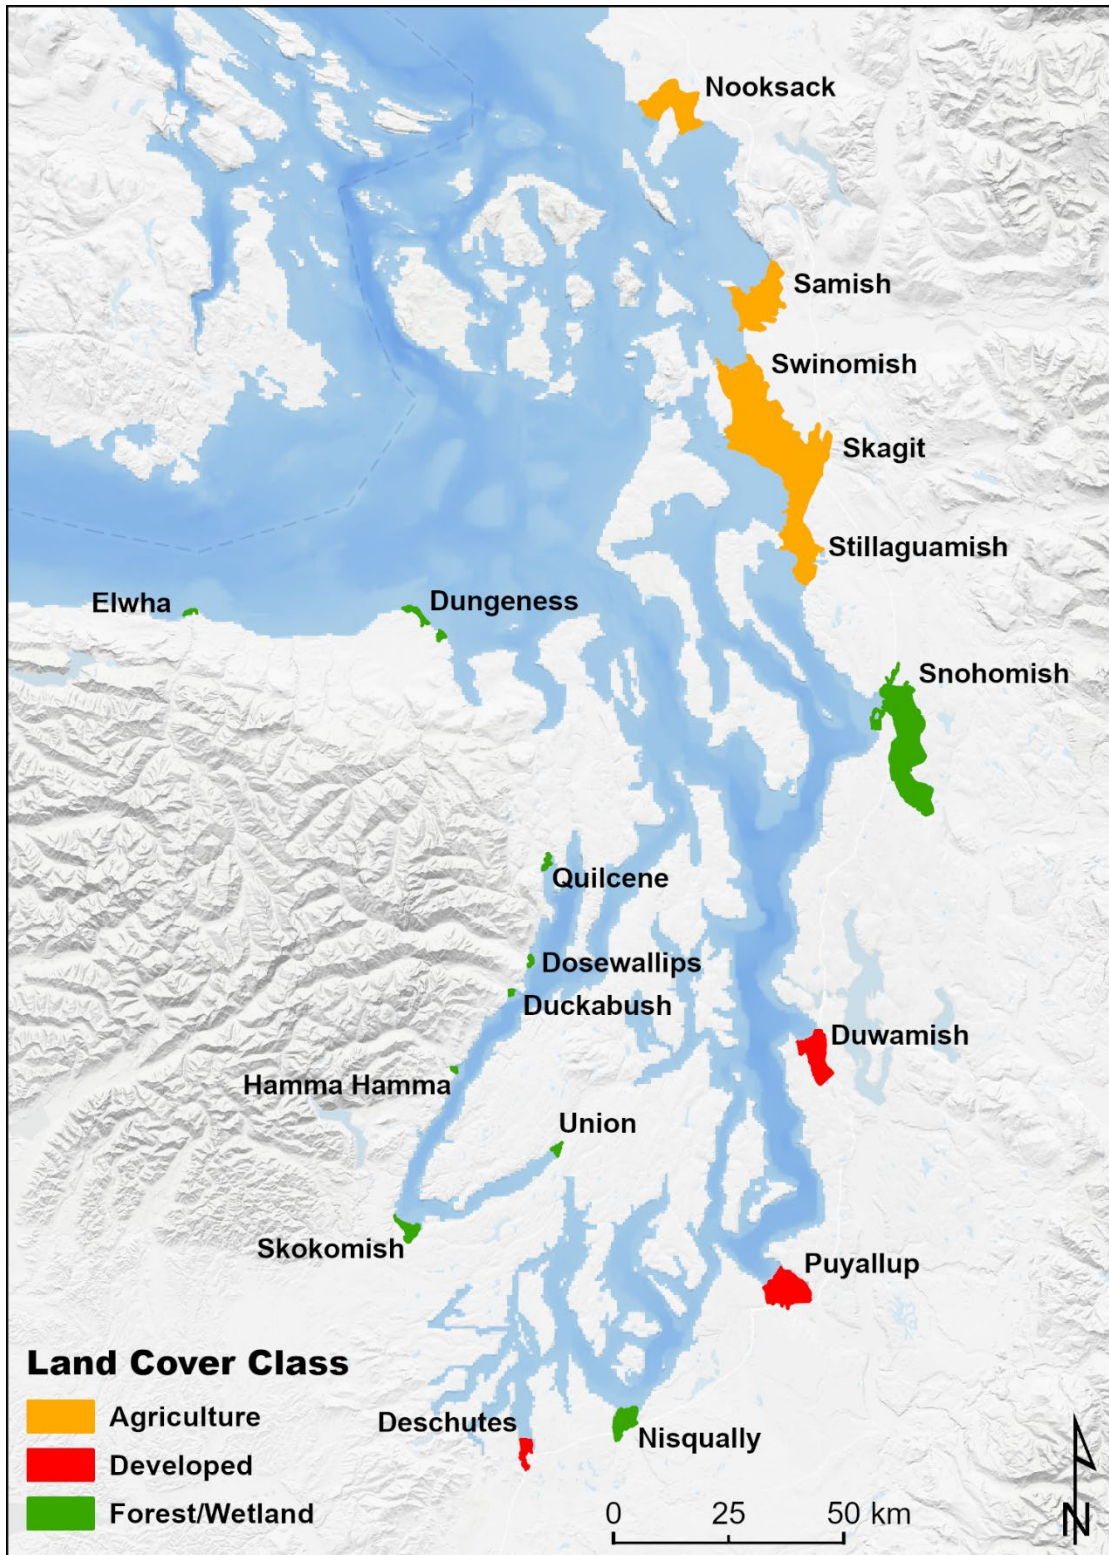 Nooksack
Samish
Swinomish
Skagit
Stillaguamish
Elwha
Dungeness
Snohomish
Quilcene
Dosewallips
Duckabush
Duwamish
Hamma Hamma
Union
Skokomish
Puyallup
Land Cover Class
Agriculture
Developed
Forest/Wetland
Deschutes
Nisqually
0 25 50 km
N